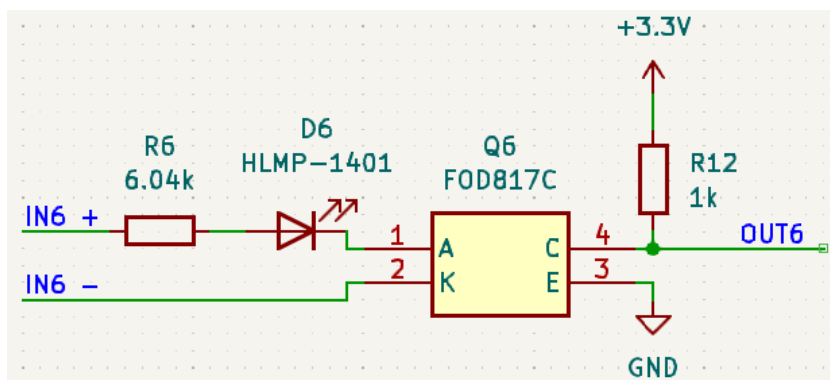 +3.3V
D6
HLMP-1401
R6
6.04k
Q6
FOD817C
R12
1k
IN6 +
1
A
C
4
OUT6
IN6 -
2
K
E
3
GND